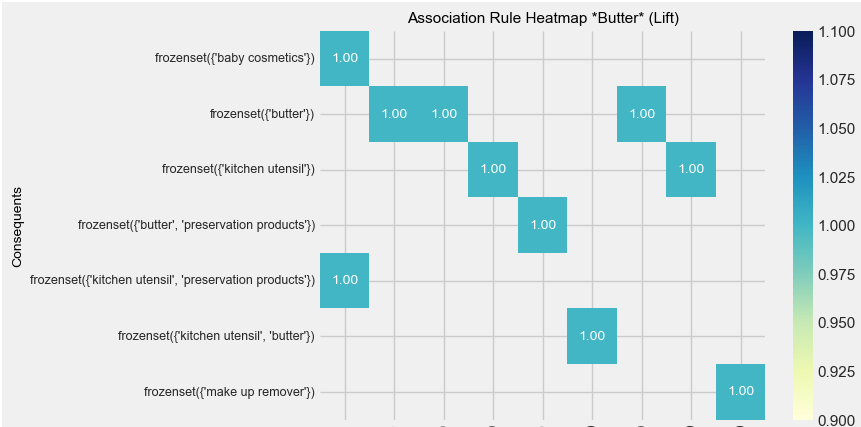 Association Rule Heatmap *Butter* (Lift)
Consequents
frozenset({'baby cosmetics'})
1.00
frozenset({'butter'})
1.00 1.00 1.00
frozenset({'kitchen utensil'})
1.00 1.00
frozenset({'butter', 'preservation products'})
1.00
frozenset({'kitchen utensil', 'preservation products'})
1.00
frozenset({'kitchen utensil', 'butter'})
1.00
frozenset({'make up remover'})
1.00
1.100
1.075
1.050
1.025
1.000
0.975
0.950
0.925
0.900